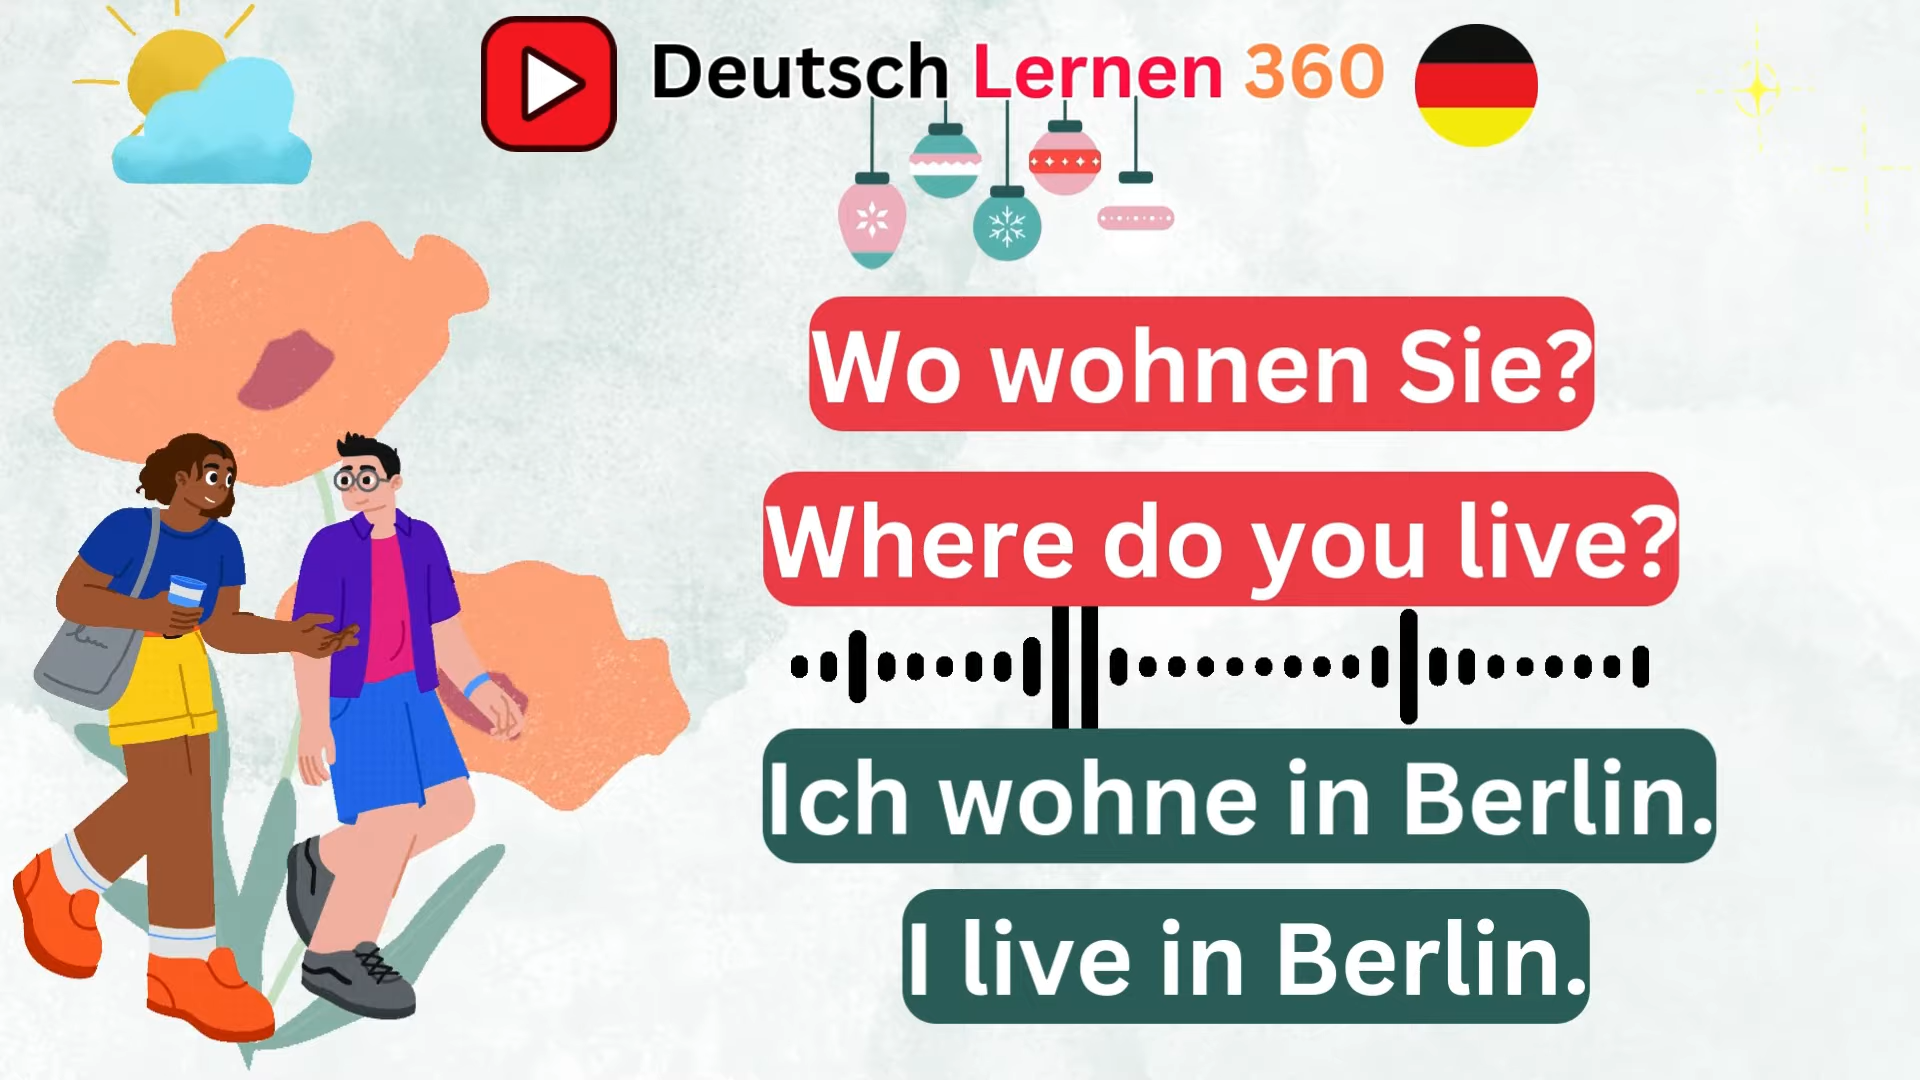 Deutsch Lernen 360
Wo wohnen Sie?
Where do you live?
Ich wohne in Berlin.
I live in Berlin.